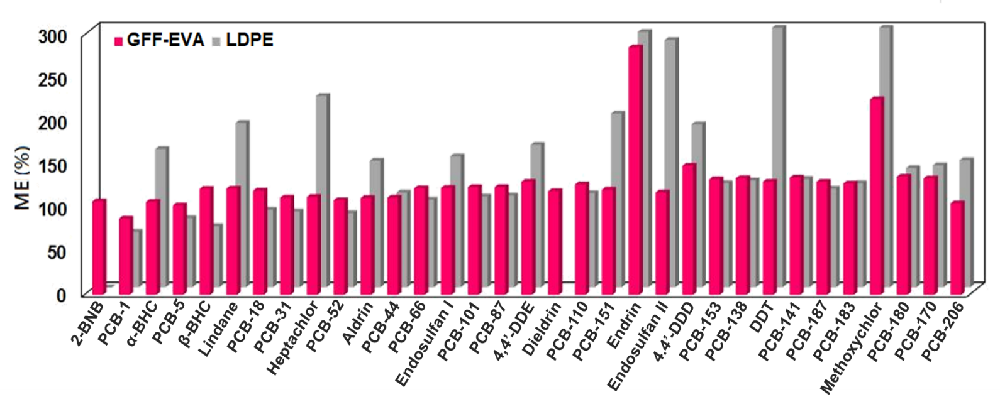 GFF-EVA LDPE
ME (%)
300
250
200
150
100
50
0
2-BNB
PCB-1
α-BHC
PCB-5
β-BHC
Lindane
PCB-18
PCB-31
Heptachlor
PCB-52
Aldrin
PCB-44
PCB-66
Endosulfan I
PCB-101
PCB-87
4,4’-DDE
Dieldrin
PCB-110
PCB-151
Endrin
Endosulfan II
4.4’-DDD
PCB-153
PCB-138
DDT
PCB-141
PCB-187
PCB-183
Methoxychlor
PCB-180
PCB-170
PCB-206